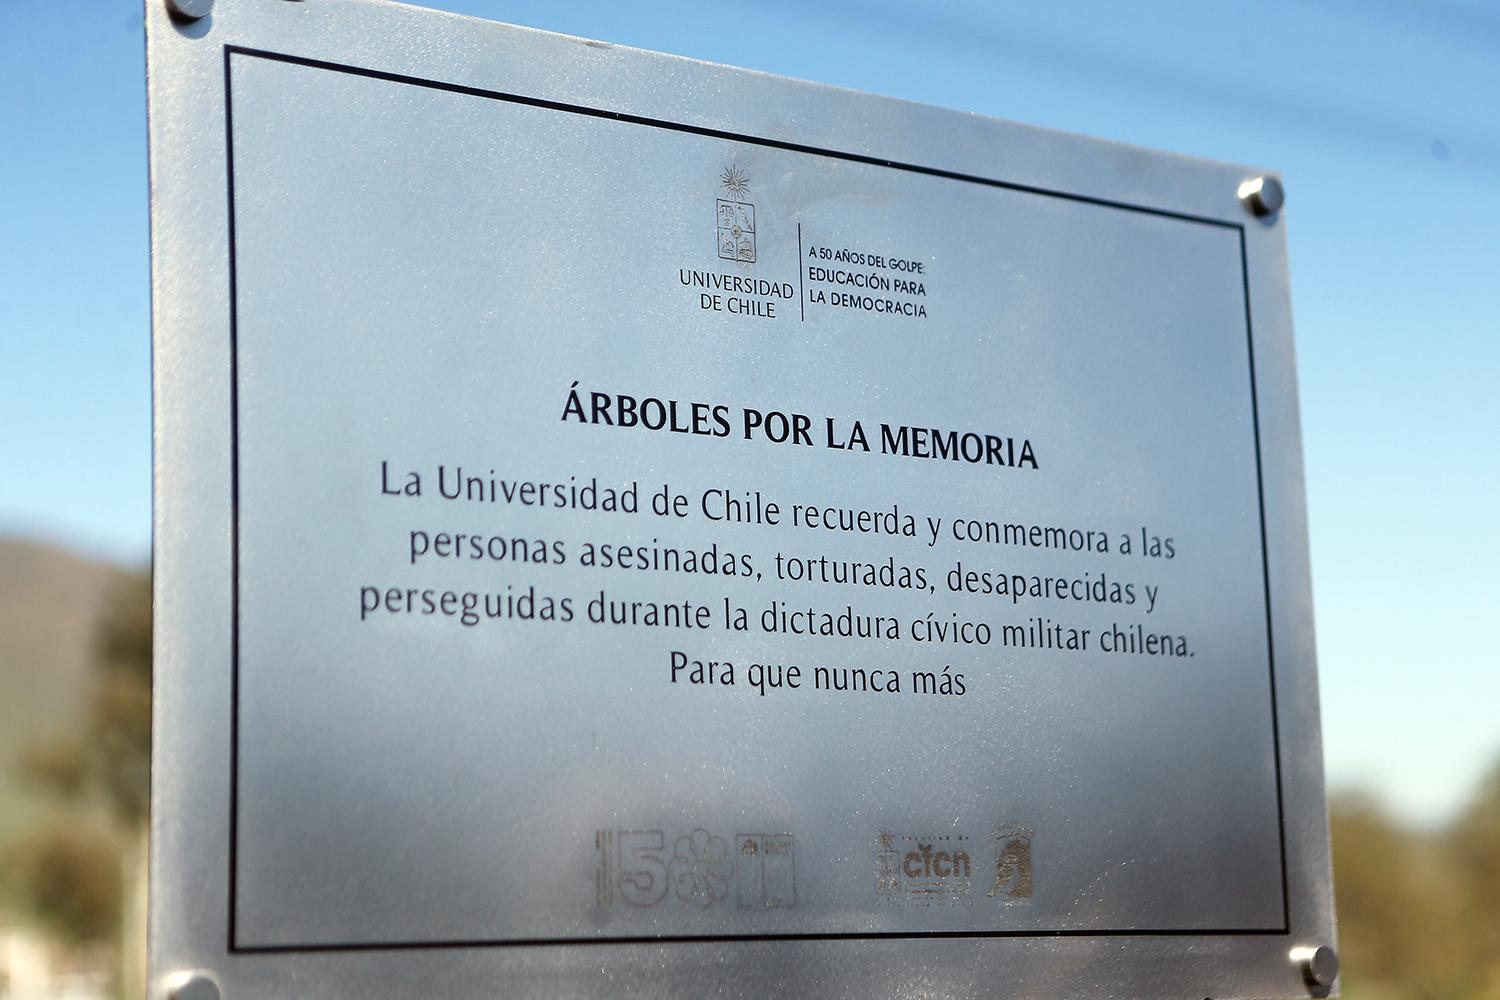 UNIVERSIDAD
DE CHILE
A 50 AÑOS DEL GOLPE:
EDUCACIÓN PARA
LA DEMOCRACIA
ÁRBOLES POR LA MEMORIA
La Universidad de Chile recuerda y conmemora a las
personas asesinadas, torturadas, desaparecidas y
perseguidas durante la dictadura cívico militar chilena.
Para que nunca más
cfcn